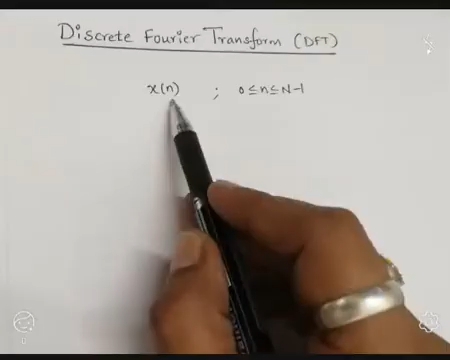 Discrete Fourier Transform (DFT)
x(n) ; 0 ≤ n ≤ N-1